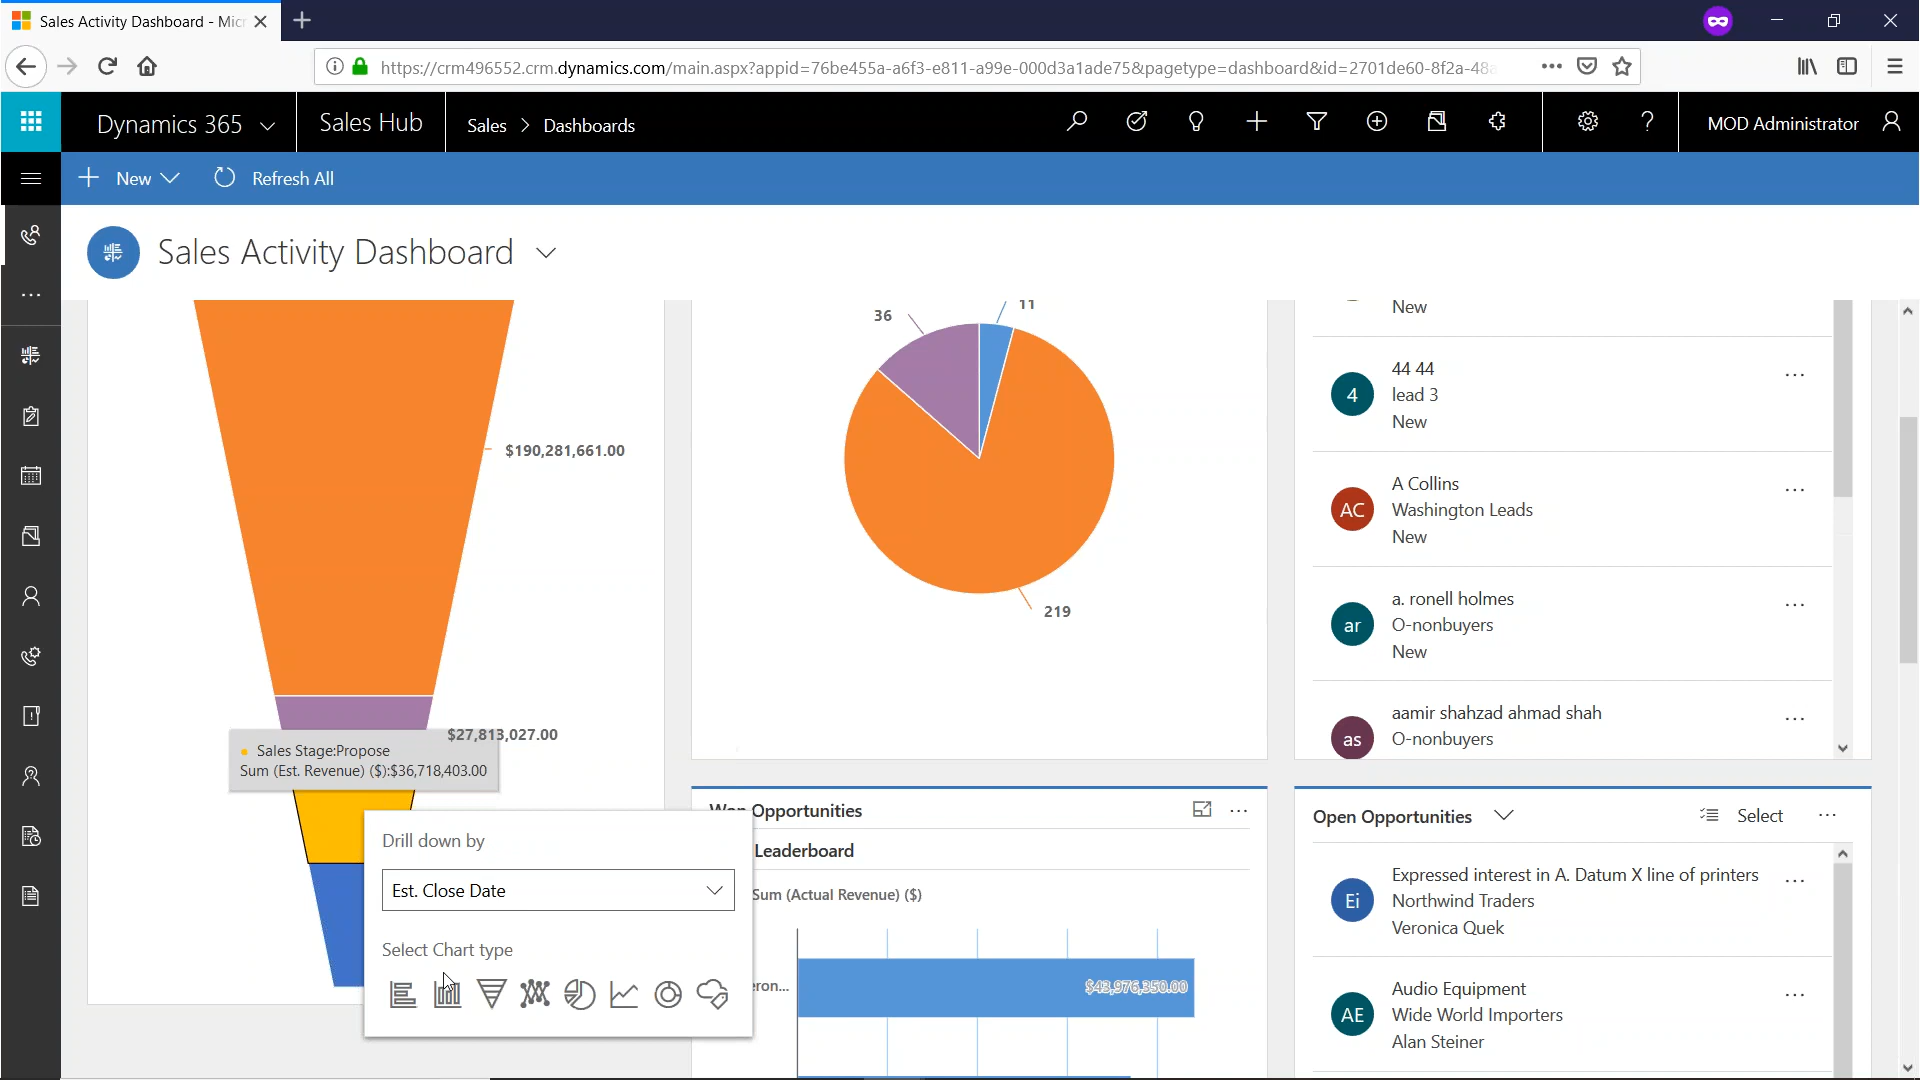 Sales Activity Dashboard - Micr
https://crm496552.crm.dynamics.com/main.aspx?appid=76be455a-a6f3-e811-a99e-000d3a1ade75&pagetype=dashboard&id=2701de60-8f2a-48a
Dynamics 365
Sales Hub
Sales > Dashboards
MOD Administrator
New
Refresh All
Sales Activity Dashboard
$190,281,661.00
$27,813,027.00
Sales Stage:Propose
Sum (Est. Revenue) ($):$36,718,403.00
Drill down by
Est. Close Date
Select Chart type
36
11
219
Opportunities
Leaderboard
Sum (Actual Revenue) ($)
eron...
$43,976,350.00
New
4
44 44
lead 3
New
AC
A Collins
Washington Leads
New
ar
a. ronell holmes
O-nonbuyers
New
as
aamir shahzad ahmad shah
O-nonbuyers
Open Opportunities
Select
Ei
Expressed interest in A. Datum X line of printers
Northwind Traders
Veronica Quek
AE
Audio Equipment
Wide World Importers
Alan Steiner